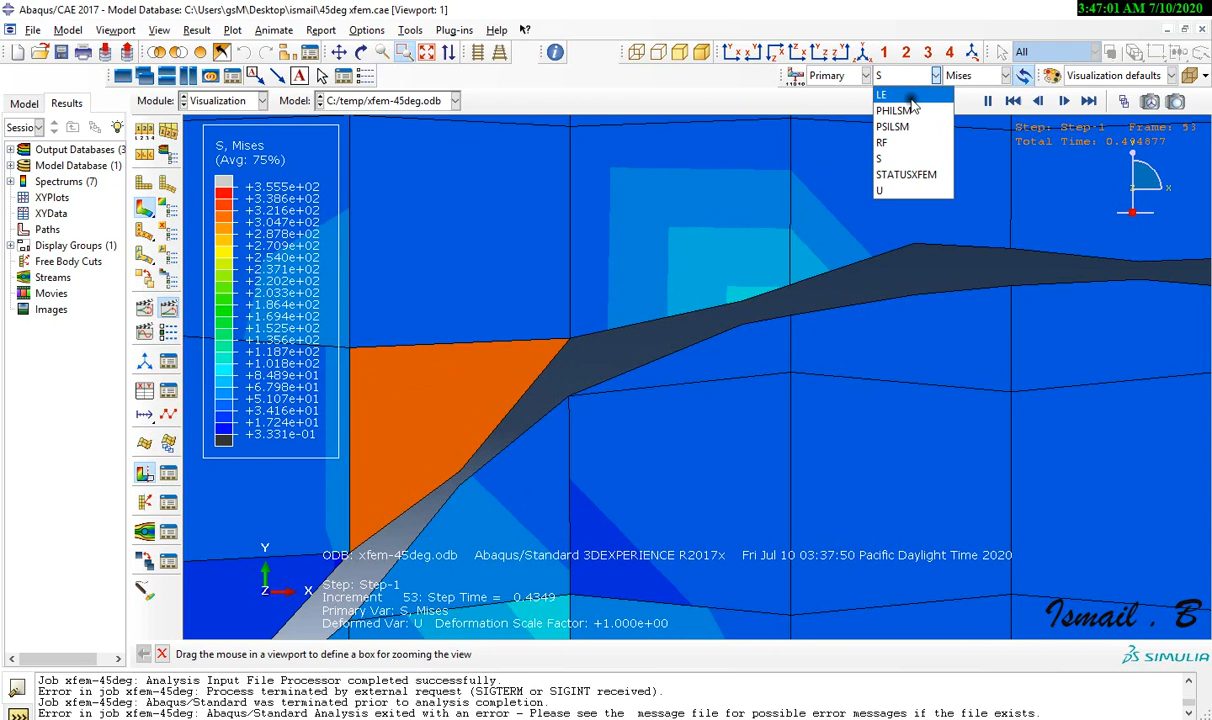 Abaqus/CAE 2017 - Model Database: C:\Users\gsM\Desktop\ismail\45deg xfem.cae [Viewport: 1]
3:47:01 AM 7/10/2020
File Model Viewport View Result Plot Animate Report Options Tools Plug-ins Help
1 2 3 4 All
Primary S Mises Visualization defaults
Model Results Module: Visualization Model: C:/temp/xfem-45deg.odb
LE
PHILSM
PSILSM
RF
S
STATUSXFEM
U
Sessio
Output Databases (3
Model Database (1)
Spectrums (7)
XYPlots
XYData
Paths
Display Groups (1)
Free Body Cuts
Streams
Movies
Images
Step: Step-1 Frame: 53
Total Time: 0.434877
S, Mises
(Avg: 75%)
+3.555e+02
+3.386e+02
+3.216e+02
+3.047e+02
+2.878e+02
+2.709e+02
+2.540e+02
+2.371e+02
+2.202e+02
+2.033e+02
+1.864e+02
+1.694e+02
+1.525e+02
+1.356e+02
+1.187e+02
+1.018e+02
+8.489e+01
+6.798e+01
+5.107e+01
+3.416e+01
+1.724e+01
+3.331e-01
Y
Z X
ODB: xfem-45deg.odb Abaqus/Standard 3DEXPERIENCE R2017x Fri Jul 10 03:37:50 Pacific Daylight Time 2020
Step: Step-1
Increment 53: Step Time = 0.4349
Primary Var: S, Mises
Deformed Var: U Deformation Scale Factor: +1.000e+00
Ismail . B
Drag the mouse in a viewport to define a box for zooming the view
SIMULIA
Job xfem-45deg: Analysis Input File Processor completed successfully.
Error in job xfem-45deg: Process terminated by external request (SIGTERM or SIGINT received).
Job xfem-45deg: Abaqus/Standard was terminated prior to analysis completion.
Error in job xfem-45deg: Abaqus/Standard Analysis exited with an error - Please see the message file for possible error messages if the file exists.